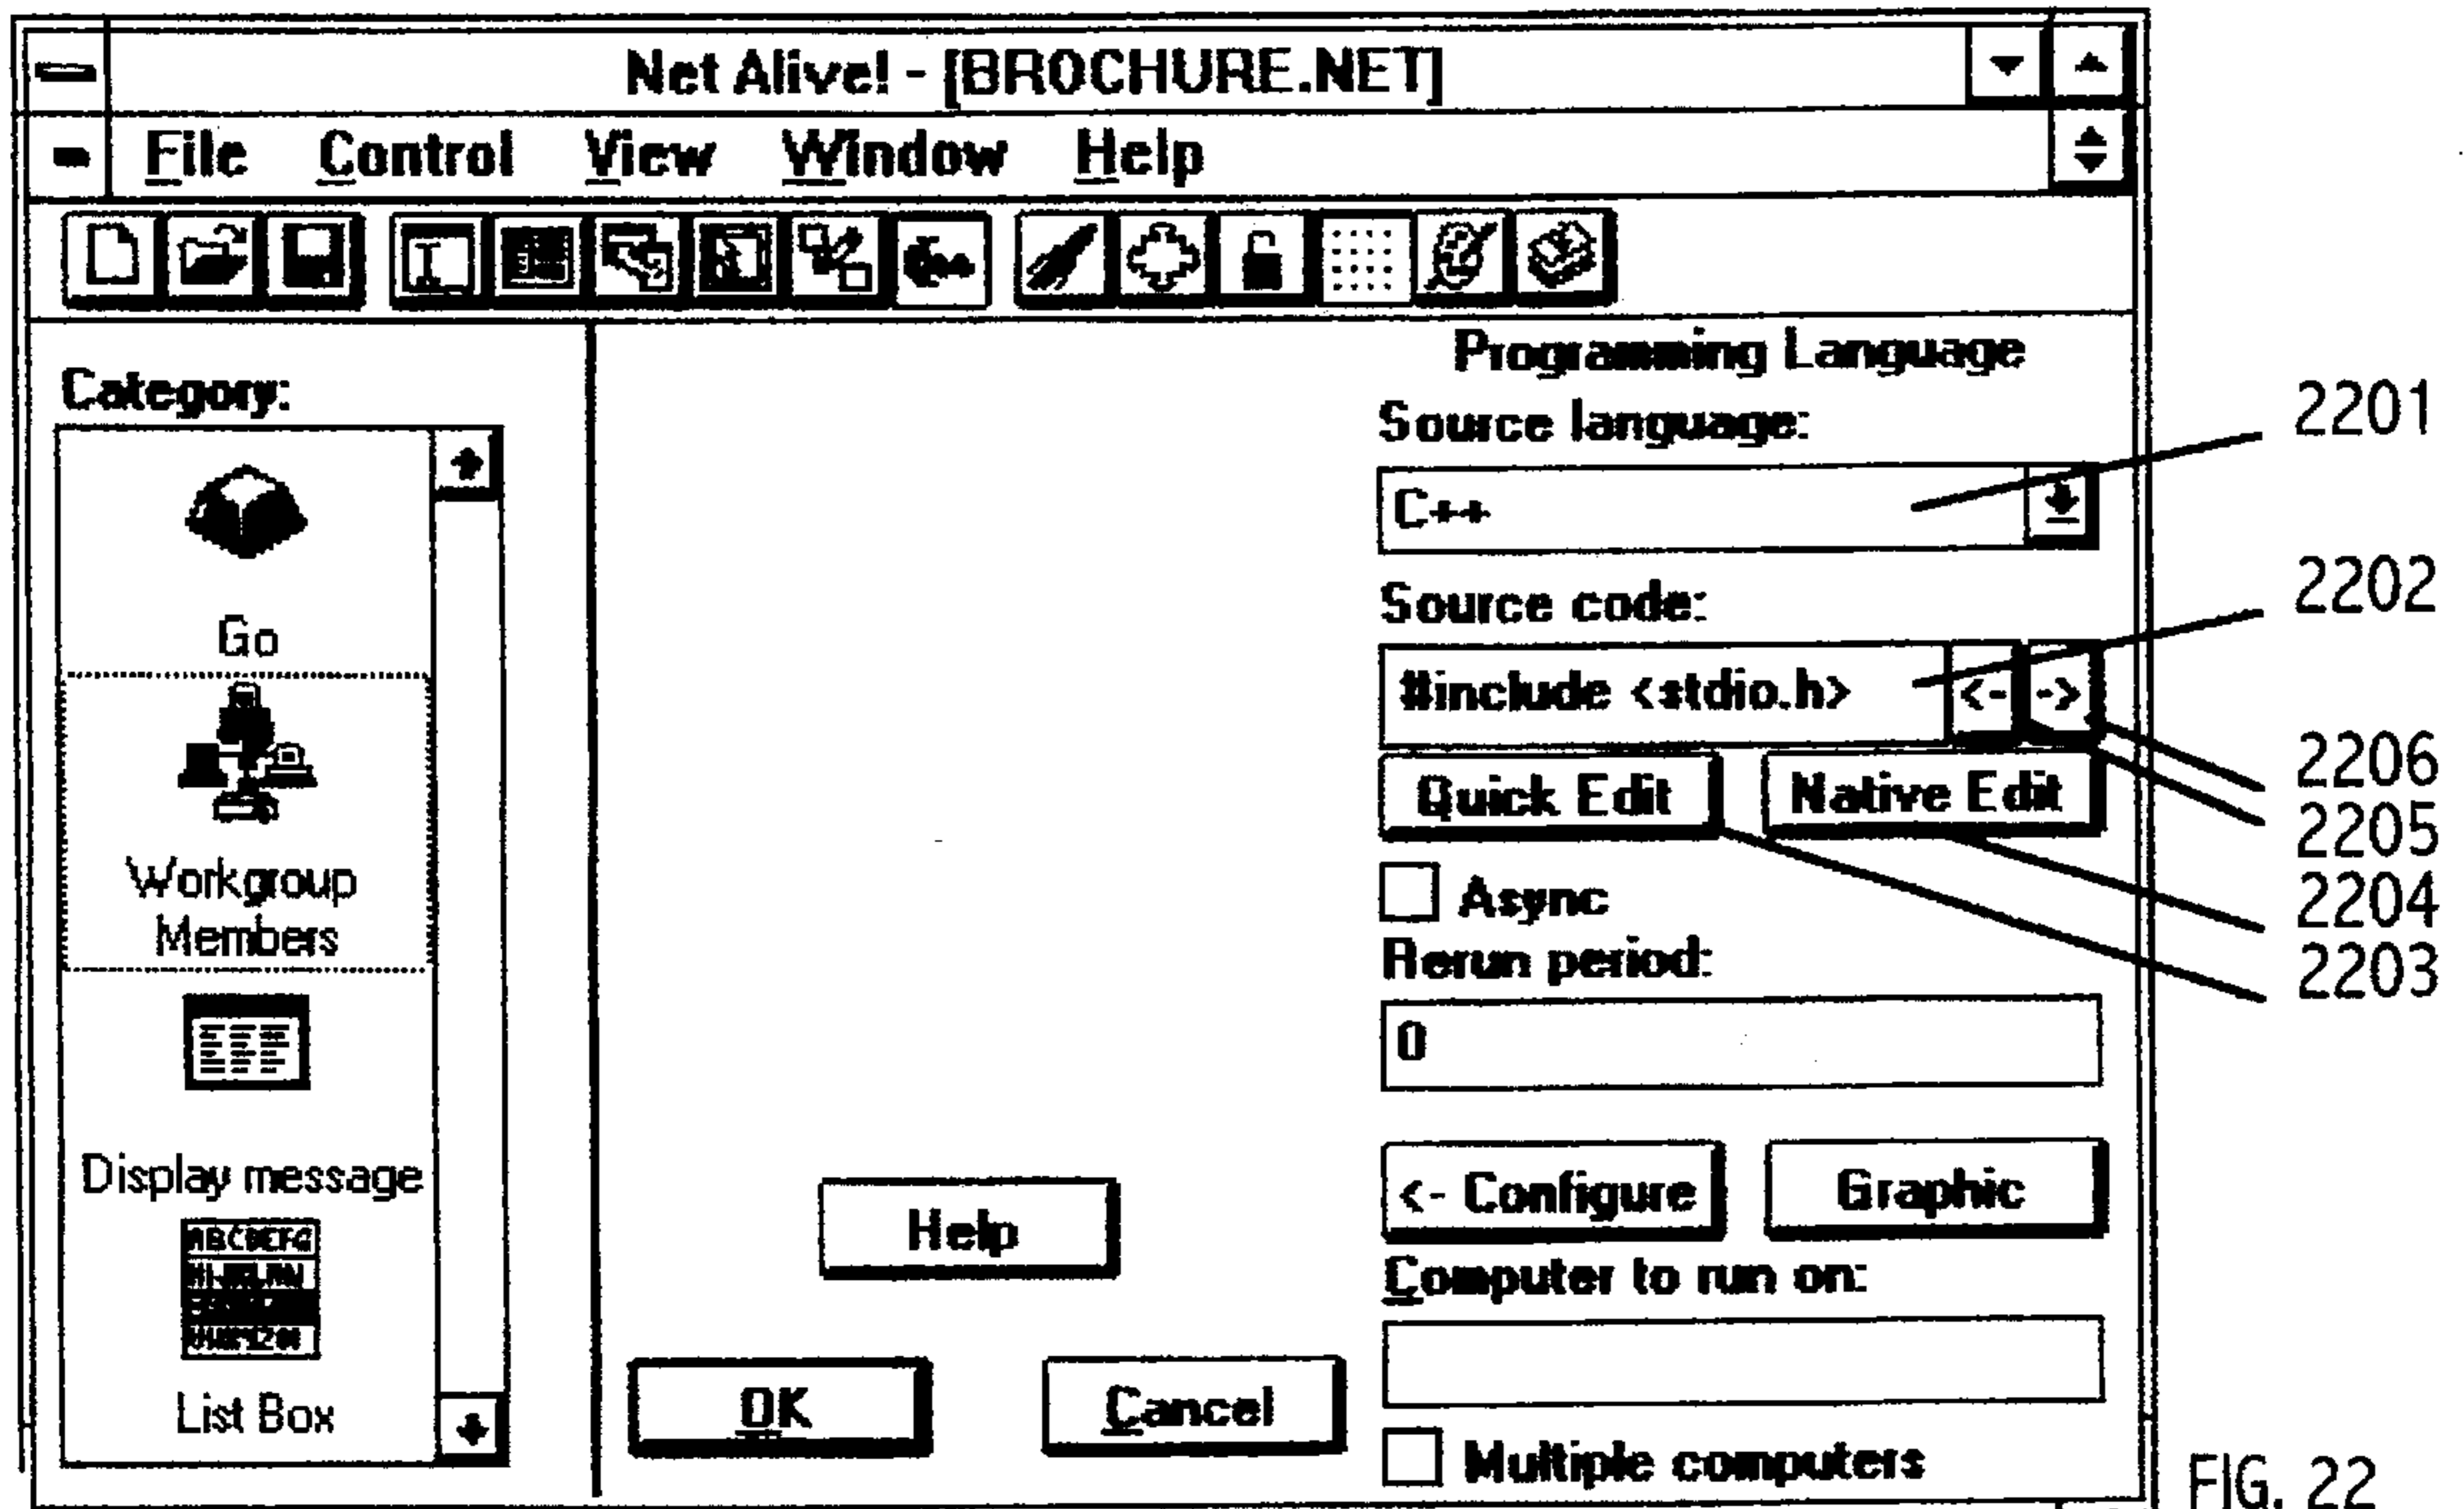 Net Alive! - [BROCHURE.NET]
File Control View Window Help
Category:
Go
Workgroup
Members
Display message
ABCDEFG
List Box
Help
OK
Cancel
Programming Language
Source language:
C++
Source code:
#include <stdio.h>
<- ->
Quick Edit
Native Edit
Async
Rerun period:
0
<- Configure
Graphic
Computer to run on:
Multiple computers
2201
2202
2206
2205
2204
2203
FIG. 22